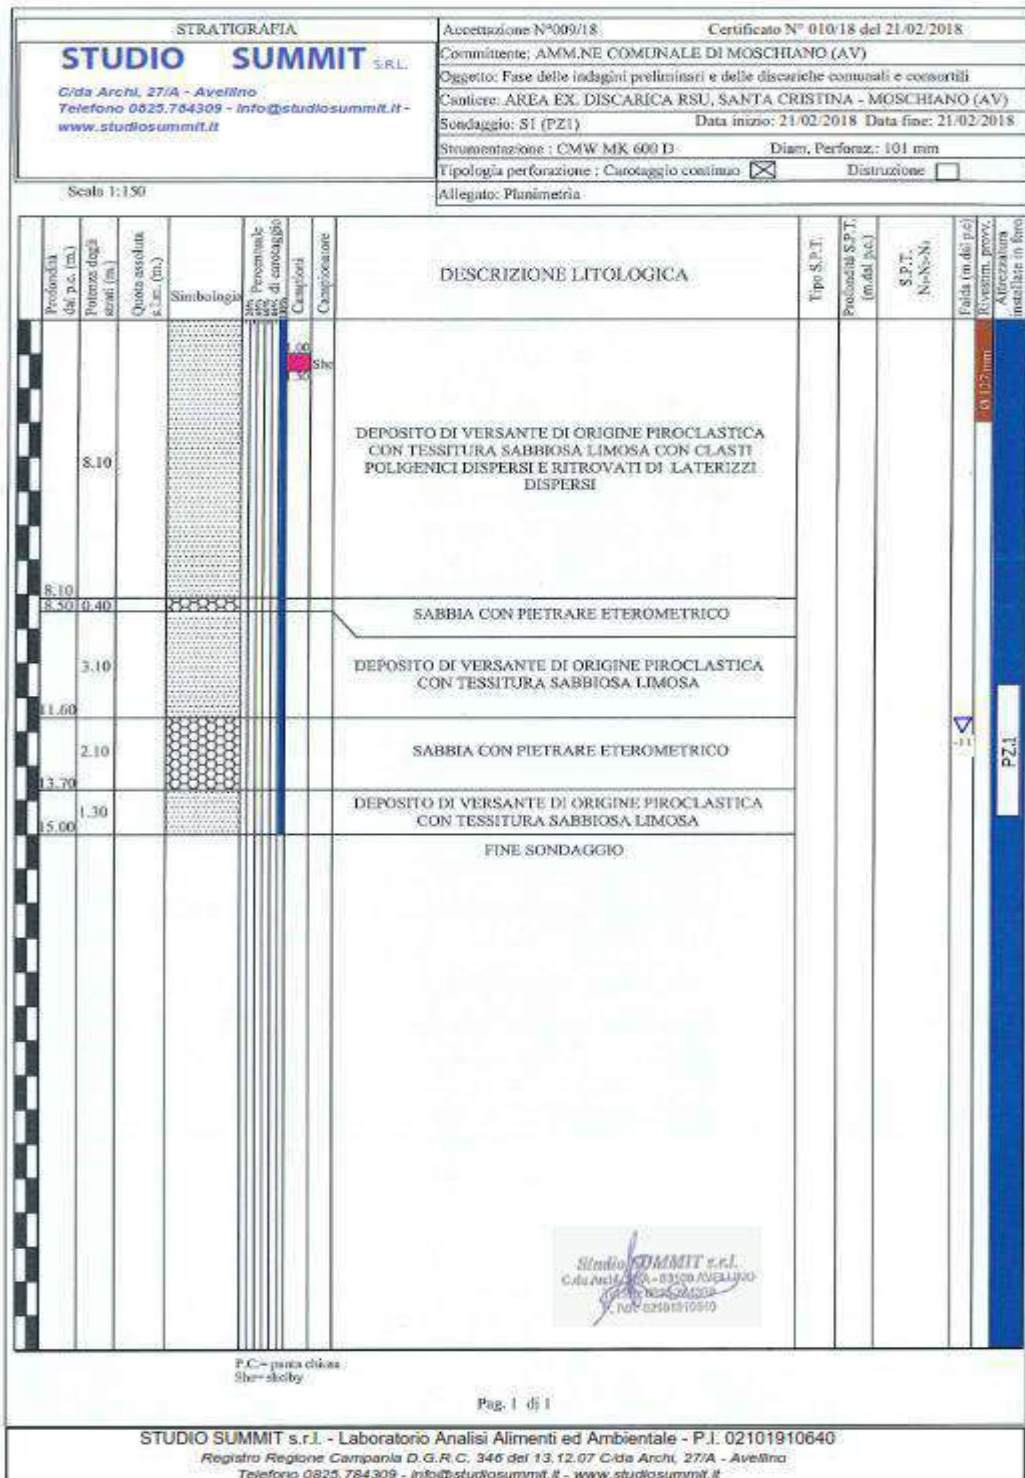 STRATIGRAFIA
STUDIO SUMMIT S.R.L.
C/da Archi, 27/A - Avellino
Telefono 0825.784309 - info@studiosummit.it -
www.studiosummit.it
Scala 1:150
Accettazione N°009/18 Certificato N° 010/18 del 21/02/2018
Committente: AMM.NE COMUNALE DI MOSCHIANO (AV)
Oggetto: Fase delle indagini preliminari e delle discariche comunali e consortili
Cantiere: AREA EX. DISCARICA RSU, SANTA CRISTINA - MOSCHIANO (AV)
Sondaggio: S1 (PZ1) Data inizio: 21/02/2018 Data fine: 21/02/2018
Strumentazione : CMW MK 600 D Diam. Perforaz.: 101 mm
Tipologia perforazione : Carotaggio continuo Distruzione
Allegato: Planimetria
Profondità dal p.c. (m.)
Potenza degli strati (m.)
Quota assoluta s.l.m. (m.)
Simbologia
Percentuale di carotaggio
Campioni
Campionatore
DESCRIZIONE LITOLOGICA
Tipo S.P.T.
Profondità S.P.T. (m.dal p.c.)
S.P.T. N1-N2-N3
Falda (m dal p.c)
Rivestim. provv.
Attrezzatura installata in foro
1.00
She
Ø 127 mm
DEPOSITO DI VERSANTE DI ORIGINE PIROCLASTICA
CON TESSITURA SABBIOSA LIMOSA CON CLASTI
POLIGENICI DISPERSI E RITROVATI DI LATERIZZI
DISPERSI
8.10
8.10
8.50 0.40
SABBIA CON PIETRARE ETEROMETRICO
3.10
DEPOSITO DI VERSANTE DI ORIGINE PIROCLASTICA
CON TESSITURA SABBIOSA LIMOSA
11.60
2.10
SABBIA CON PIETRARE ETEROMETRICO
-11
PZ.1
13.70
1.30
DEPOSITO DI VERSANTE DI ORIGINE PIROCLASTICA
CON TESSITURA SABBIOSA LIMOSA
15.00
FINE SONDAGGIO
Studio SUMMIT s.r.l.
P.C.= punta chiusa
She= shelby
Pag. 1 di 1
STUDIO SUMMIT s.r.l. - Laboratorio Analisi Alimenti ed Ambientale - P.I. 02101910640
Registro Regione Campania D.G.R.C. 346 del 13.12.07 C/da Archi, 27/A - Avellino
Telefono 0825.784309 - info@studiosummit.it - www.studiosummit.it